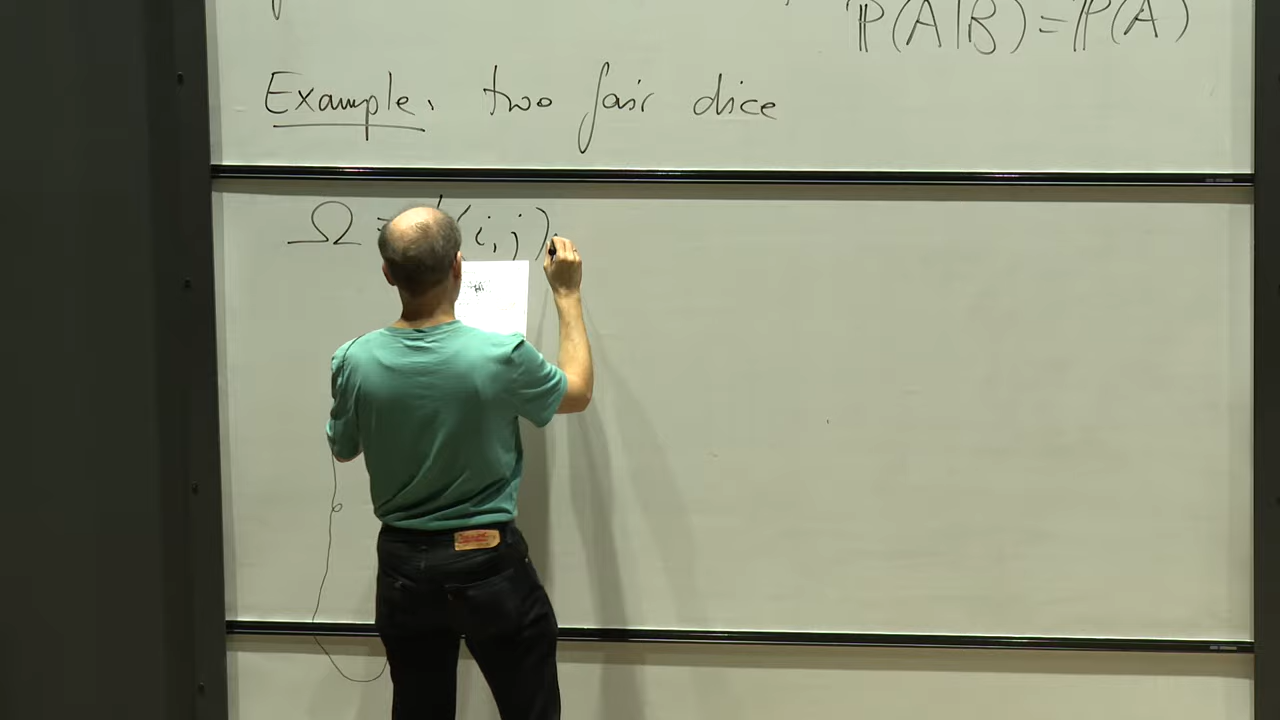 ℙ(A|B)=ℙ(A)
Example: two fair dice
Ω = {(i,j):